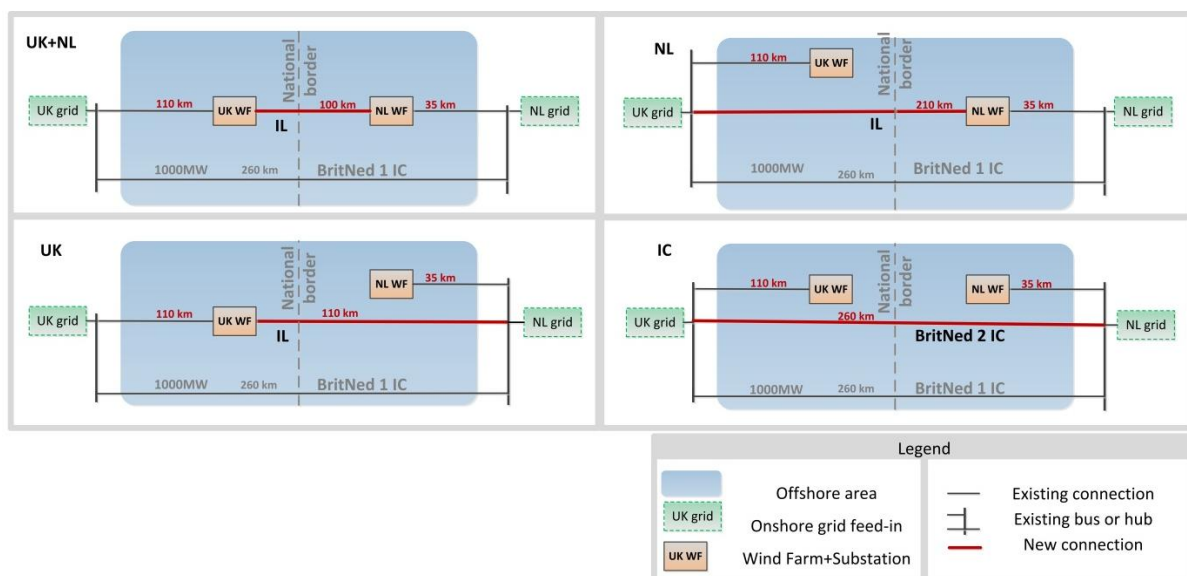 UK+NL
National
border
110 km
100 km
35 km
UK grid
UK WF
NL WF
NL grid
IL
1000MW
260 km
BritNed 1 IC
NL
National
border
110 km
UK WF
UK grid
210 km
NL WF
35 km
NL grid
IL
1000MW
260 km
BritNed 1 IC
UK
National
border
NL WF
35 km
UK grid
110 km
UK WF
110 km
NL grid
IL
1000MW
260 km
BritNed 1 IC
IC
National
border
110 km
UK WF
NL WF
35 km
UK grid
260 km
NL grid
BritNed 2 IC
1000MW
260 km
BritNed 1 IC
Legend
Offshore area
UK grid
Onshore grid feed-in
UK WF
Wind Farm+Substation
Existing connection
Existing bus or hub
New connection